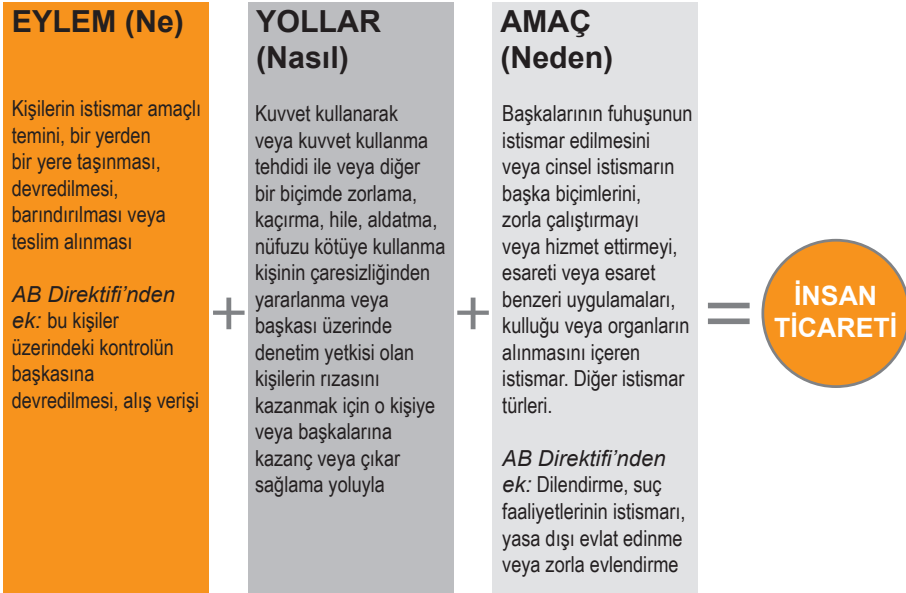 EYLEM (Ne)
Kişilerin istismar amaçlı
temini, bir yerden
bir yere taşınması,
devredilmesi,
barındırılması veya
teslim alınması
AB Direktifi’nden
ek: bu kişiler
üzerindeki kontrolün
başkasına
devredilmesi, alış verişi
+
YOLLAR
(Nasıl)
Kuvvet kullanarak
veya kuvvet kullanma
tehdidi ile veya diğer
bir biçimde zorlama,
kaçırma, hile, aldatma,
nüfuzu kötüye kullanma
kişinin çaresizliğinden
yararlanma veya
başkası üzerinde
denetim yetkisi olan
kişilerin rızasını
kazanmak için o kişiye
veya başkalarına
kazanç veya çıkar
sağlama yoluyla
+
AMAÇ
(Neden)
Başkalarının fuhuşunun
istismar edilmesini
veya cinsel istismarın
başka biçimlerini,
zorla çalıştırmayı
veya hizmet ettirmeyi,
esareti veya esaret
benzeri uygulamaları,
kulluğu veya organların
alınmasını içeren
istismar. Diğer istismar
türleri.
AB Direktifi’nden
ek: Dilendirme, suç
faaliyetlerinin istismarı,
yasa dışı evlat edinme
veya zorla evlendirme
=
İNSAN
TİCARETİ